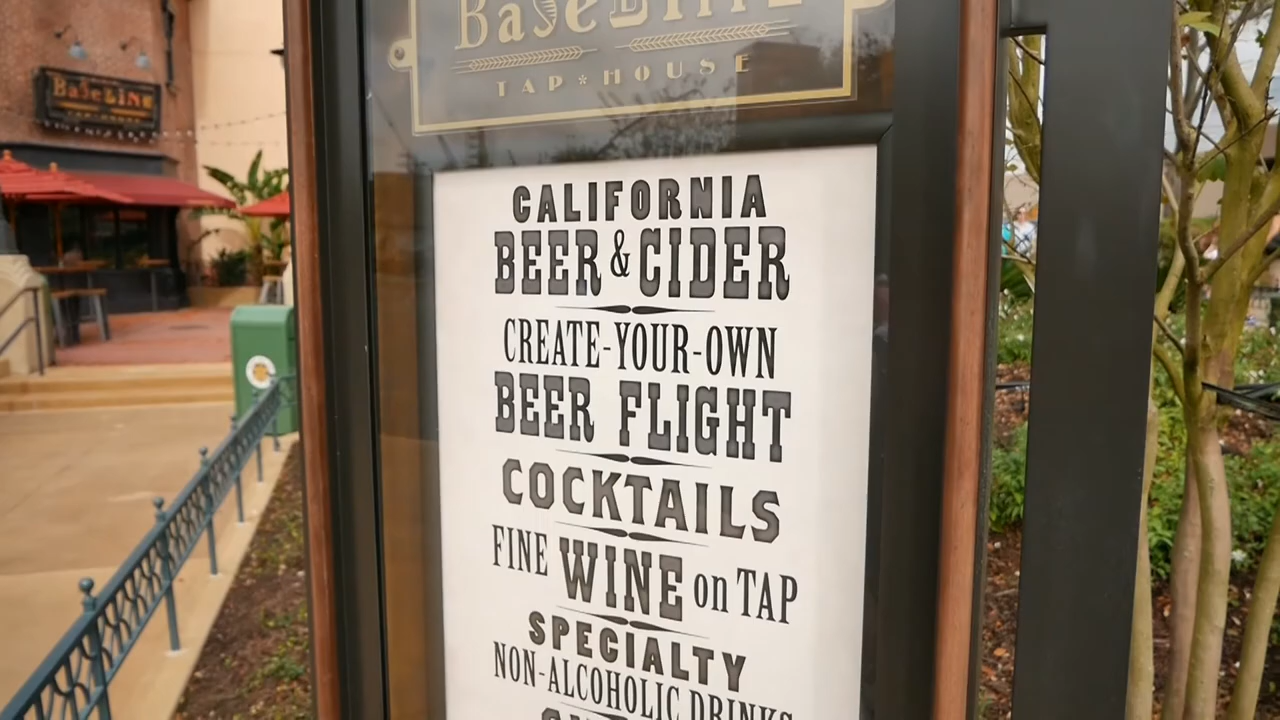 BaseLINE
TAP * HOUSE
BaseLINE
CALIFORNIA
BEER & CIDER
CREATE-YOUR-OWN
BEER FLIGHT
COCKTAILS
FINE WINE on TAP
SPECIALTY
NON-ALCOHOLIC DRINKS